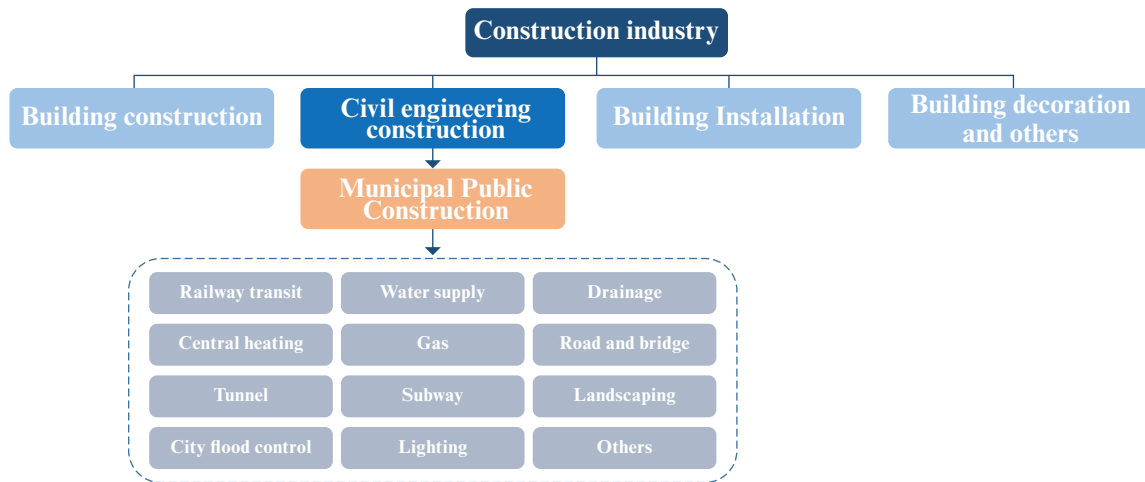 Construction industry
Building construction
Civil engineering
construction
Building Installation
Building decoration
and others
Municipal Public
Construction
Railway transit
Water supply
Drainage
Central heating
Gas
Road and bridge
Tunnel
Subway
Landscaping
City flood control
Lighting
Others